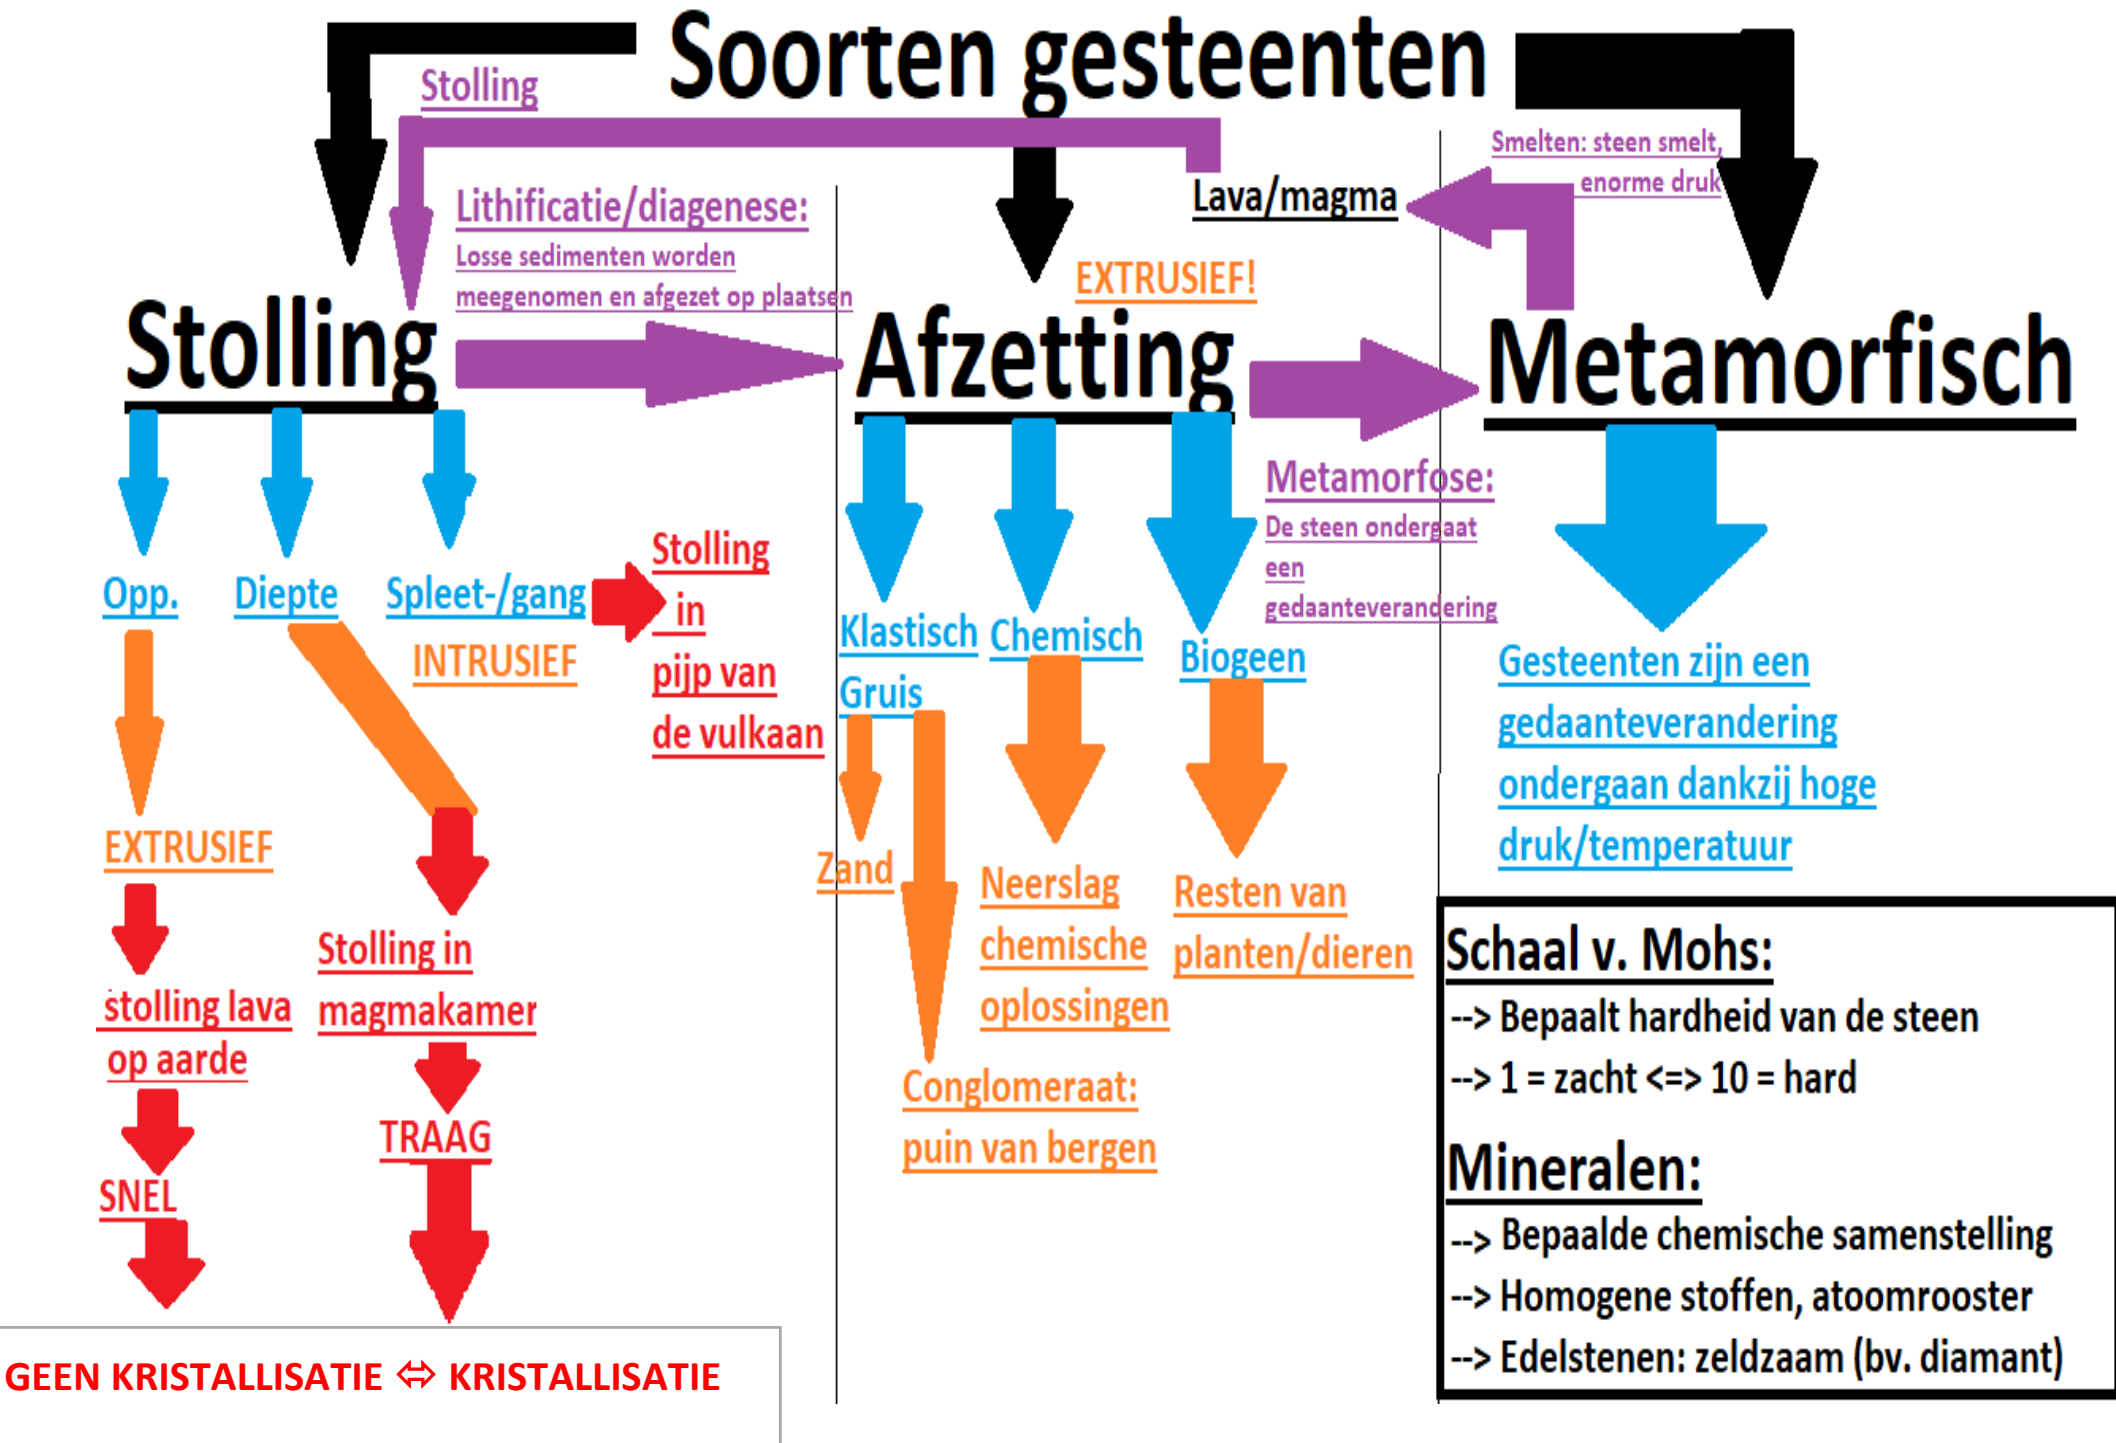 Soorten gesteenten
Stolling
Smelten: steen smelt,
enorme druk
Lava/magma
Lithificatie/diagenese:
Losse sedimenten worden
meegenomen en afgezet op plaatsen
EXTRUSIEF!
Stolling
Afzetting
Metamorfisch
Metamorfose:
De steen ondergaat
een
gedaanteverandering
Opp.
Diepte
Spleet-/gang
INTRUSIEF
Stolling
in
pijp van
de vulkaan
EXTRUSIEF
stolling lava
op aarde
SNEL
Stolling in
magmakamer
TRAAG
GEEN KRISTALLISATIE ⇔ KRISTALLISATIE
Klastisch
Gruis
Chemisch
Biogeen
Zand
Conglomeraat:
puin van bergen
Neerslag
chemische
oplossingen
Resten van
planten/dieren
Gesteenten zijn een
gedaanteverandering
ondergaan dankzij hoge
druk/temperatuur
Schaal v. Mohs:
--> Bepaalt hardheid van de steen
--> 1 = zacht <=> 10 = hard
Mineralen:
--> Bepaalde chemische samenstelling
--> Homogene stoffen, atoomrooster
--> Edelstenen: zeldzaam (bv. diamant)